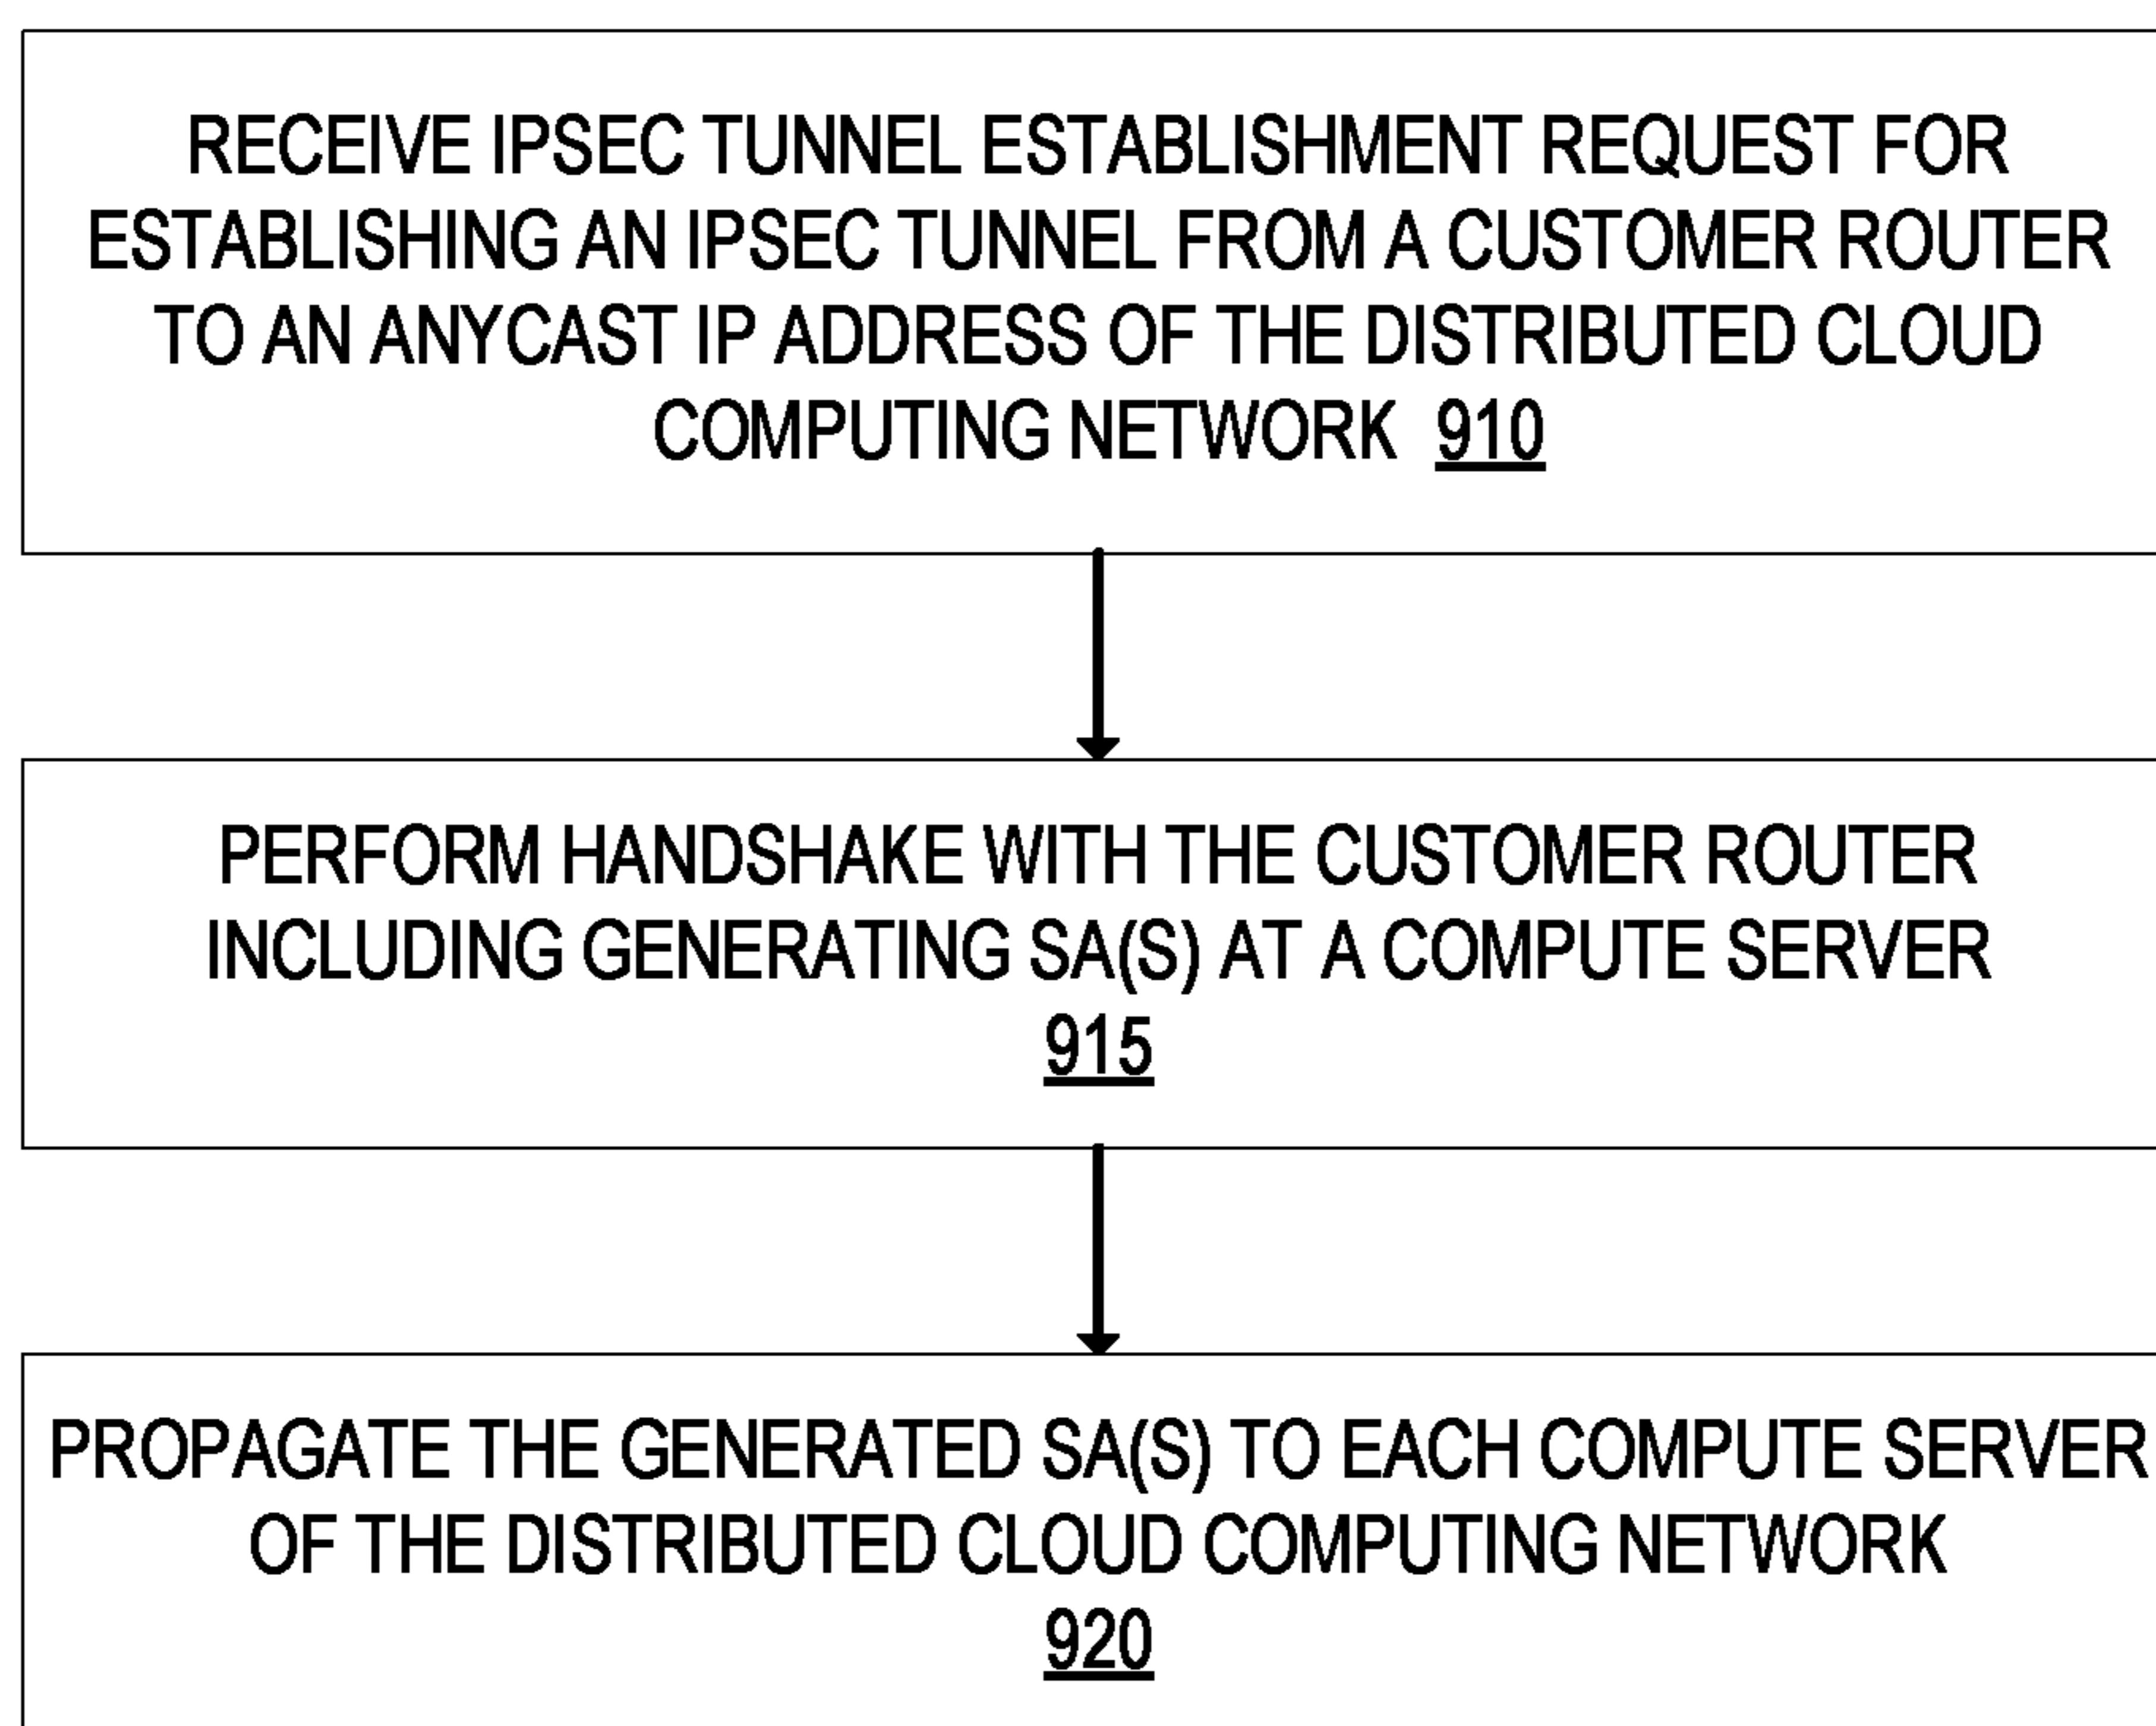 RECEIVE IPSEC TUNNEL ESTABLISHMENT REQUEST FOR
ESTABLISHING AN IPSEC TUNNEL FROM A CUSTOMER ROUTER
TO AN ANYCAST IP ADDRESS OF THE DISTRIBUTED CLOUD
COMPUTING NETWORK 910
PERFORM HANDSHAKE WITH THE CUSTOMER ROUTER
INCLUDING GENERATING SA(S) AT A COMPUTE SERVER
915
PROPAGATE THE GENERATED SA(S) TO EACH COMPUTE SERVER
OF THE DISTRIBUTED CLOUD COMPUTING NETWORK
920